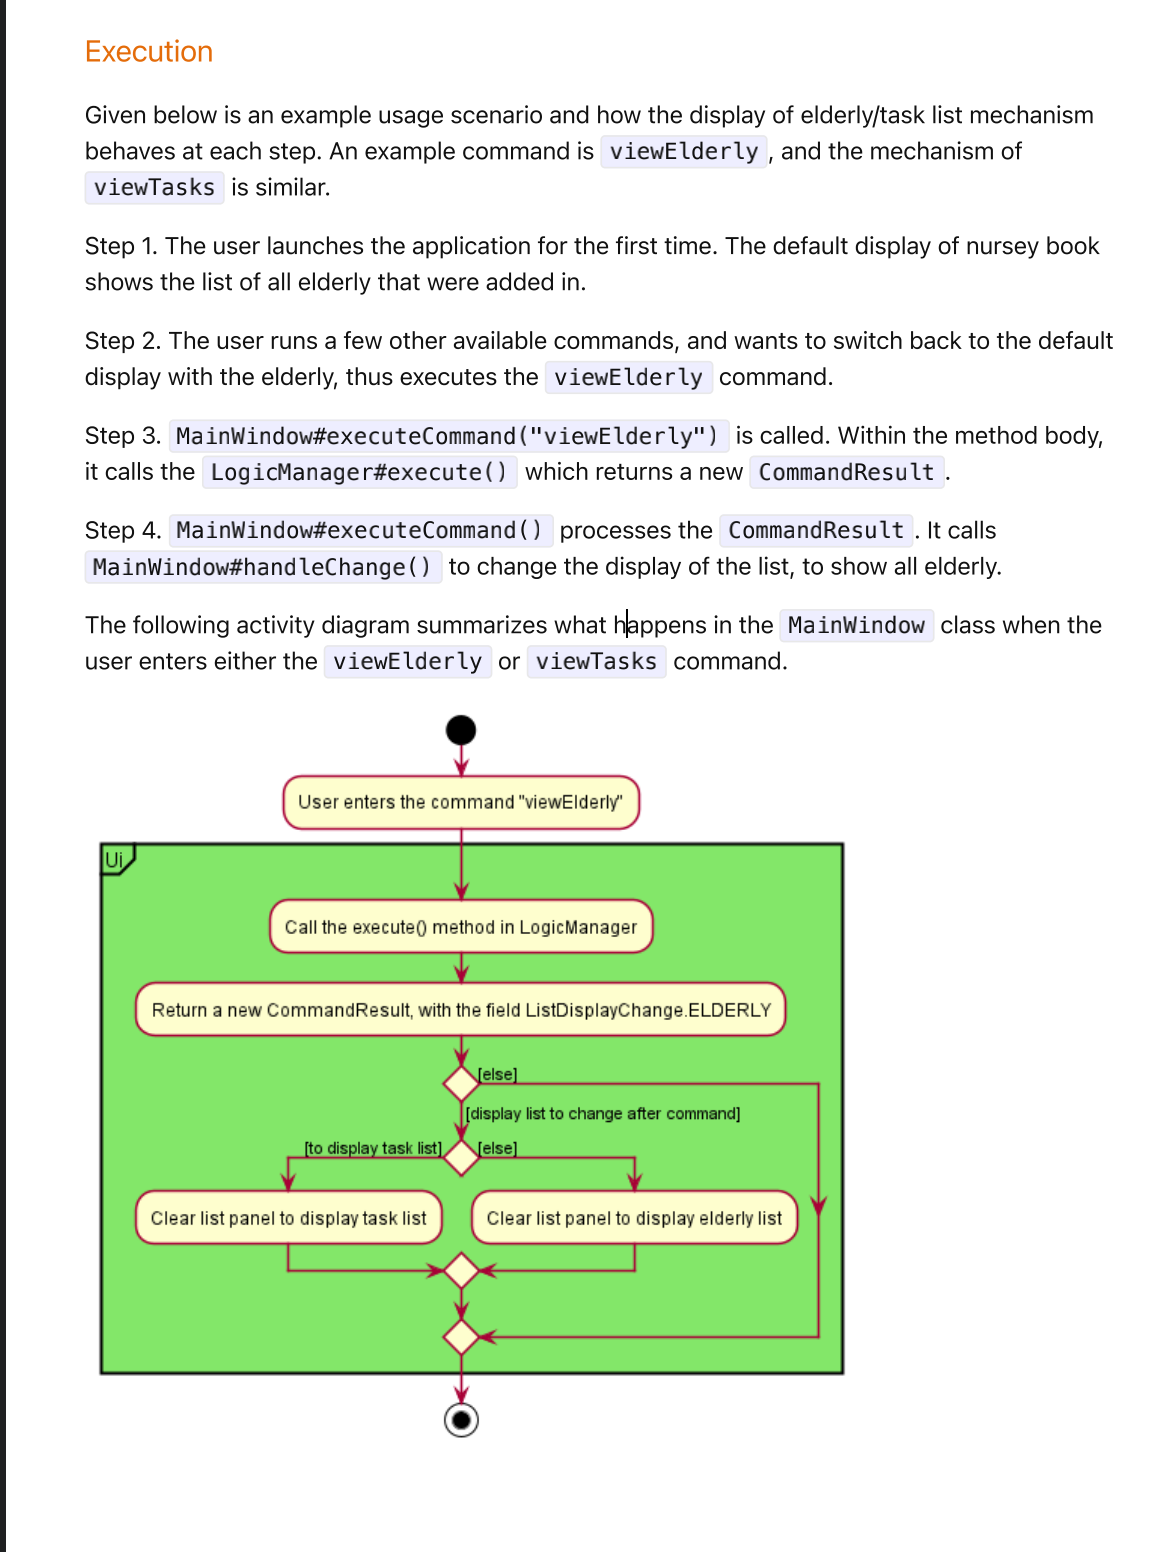 Execution
Given below is an example usage scenario and how the display of elderly/task list mechanism
behaves at each step. An example command is viewElderly, and the mechanism of
viewTasks is similar.
Step 1. The user launches the application for the first time. The default display of nursey book
shows the list of all elderly that were added in.
Step 2. The user runs a few other available commands, and wants to switch back to the default
display with the elderly, thus executes the viewElderly command.
Step 3. MainWindow#executeCommand("viewElderly") is called. Within the method body,
it calls the LogicManager#execute() which returns a new CommandResult.
Step 4. MainWindow#executeCommand() processes the CommandResult. It calls
MainWindow#handleChange() to change the display of the list, to show all elderly.
The following activity diagram summarizes what happens in the MainWindow class when the
user enters either the viewElderly or viewTasks command.
User enters the command "viewElderly"
Ui
Call the execute() method in LogicManager
Return a new CommandResult, with the field ListDisplayChange.ELDERLY
[else]
[display list to change after command]
[to display task list] [else]
Clear list panel to display task list
Clear list panel to display elderly list